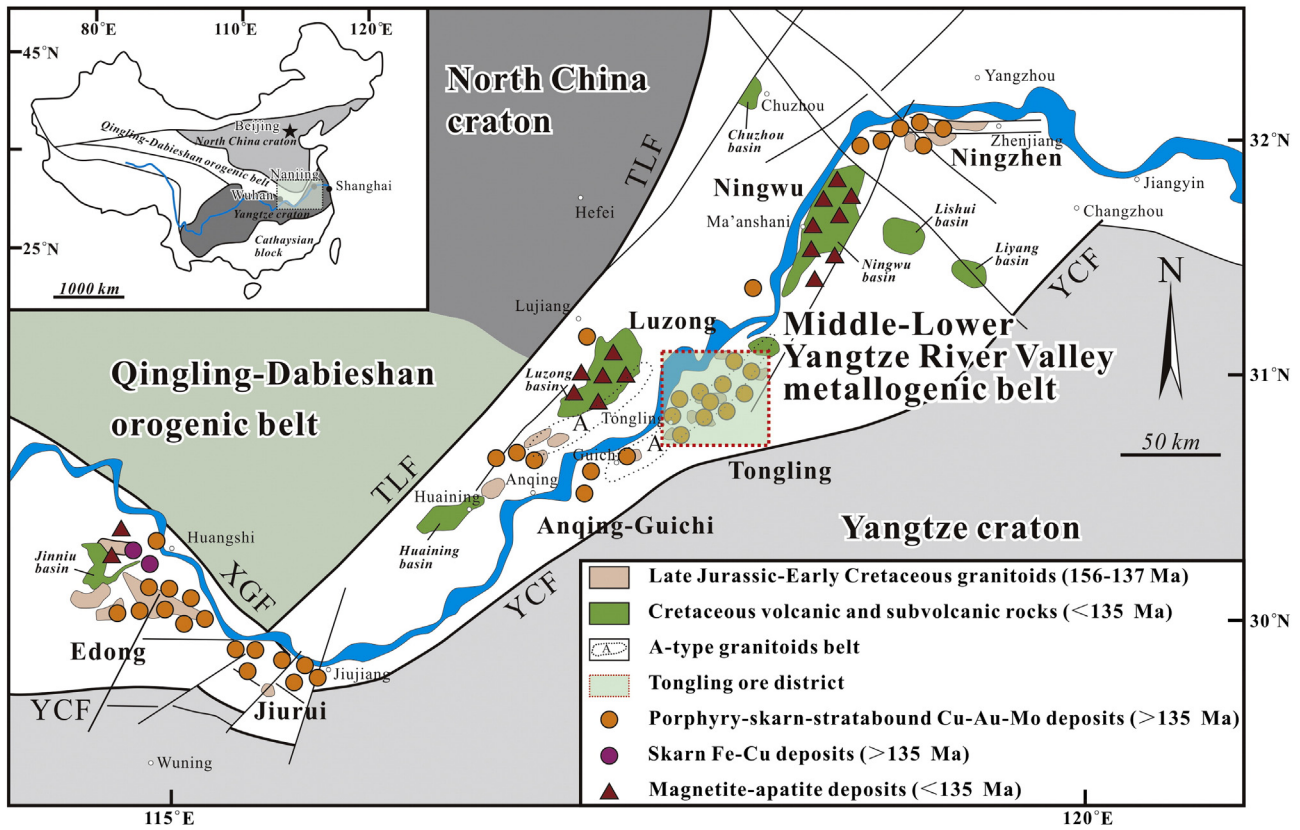 80°E
110°E
120°E
45°N
25°N
Beijing
North China craton
Qingling-Dabieshan orogenic belt
Nanjing
Shanghai
Wuhan
Yangtze craton
Cathaysian
block
1000 km
North China
craton
TLF
Hefei
Chuzhou
Chuzhou
basin
Yangzhou
Zhenjiang
Ningzhen
32°N
Jiangyin
Changzhou
Ningwu
Ma'anshani
Lishui
basin
Liyang
basin
Ningwu
basin
YCF
N
Lujiang
Luzong
Middle-Lower
Yangtze River Valley
metallogenic belt
31°N
50 km
Qingling-Dabieshan
orogenic belt
Luzong
basin
Tongling
A
A
Guichi
Tongling
TLF
Anqing
Huaining
Huaining
basin
Anqing-Guichi
Yangtze craton
Huangshi
Jinniu
basin
XGF
YCF
Edong
Jiujiang
Jiurui
YCF
Wuning
30°N
Late Jurassic-Early Cretaceous granitoids (156-137 Ma)
Cretaceous volcanic and subvolcanic rocks (<135 Ma)
A
A-type granitoids belt
Tongling ore district
Porphyry-skarn-stratabound Cu-Au-Mo deposits (>135 Ma)
Skarn Fe-Cu deposits (>135 Ma)
Magnetite-apatite deposits (<135 Ma)
115°E
120°E